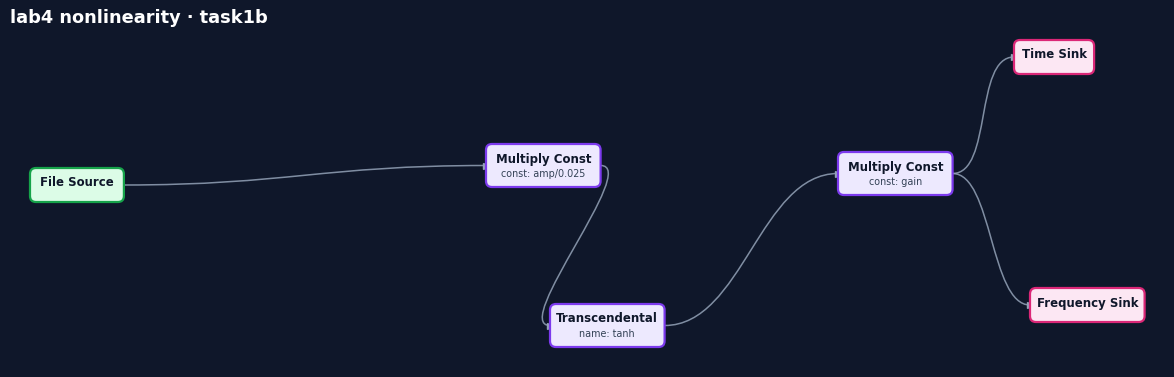 lab4 nonlinearity · task1b
Time Sink
Multiply Const
const: amp/0.025
Multiply Const
const: gain
File Source
Frequency Sink
Transcendental
name: tanh